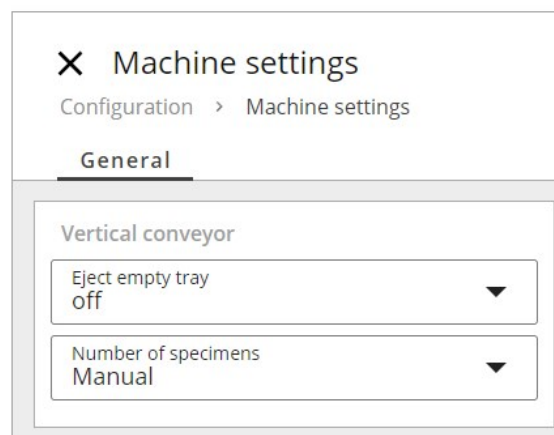 Machine settings
Configuration > Machine settings
General
Vertical conveyor
Eject empty tray
off
Number of specimens
Manual